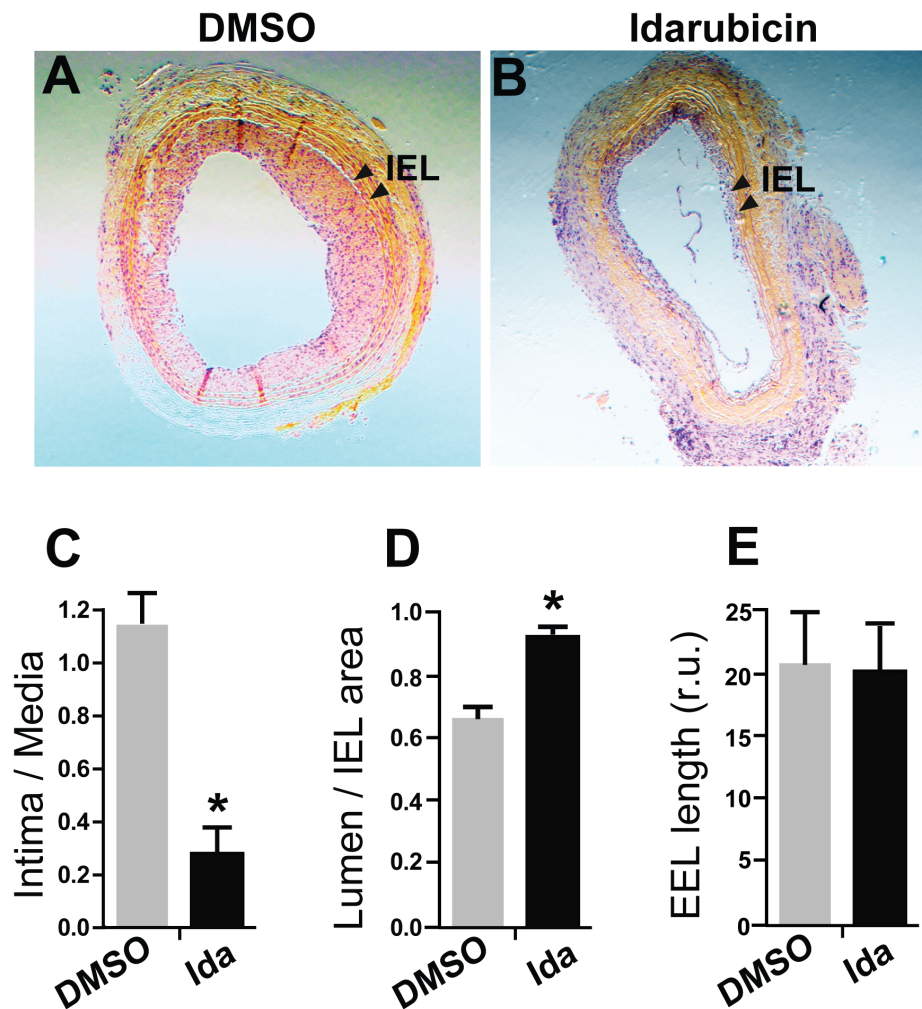 DMSO
Idarubicin
A
IEL
B
IEL
C
Intima / Media
1.2
1.0
0.8
0.6
0.4
0.2
0.0
*
DMSO
Ida
D
Lumen / IEL area
1.0
0.8
0.6
0.4
0.2
0.0
*
DMSO
Ida
E
EEL length (r.u.)
25
20
15
10
5
0
DMSO
Ida